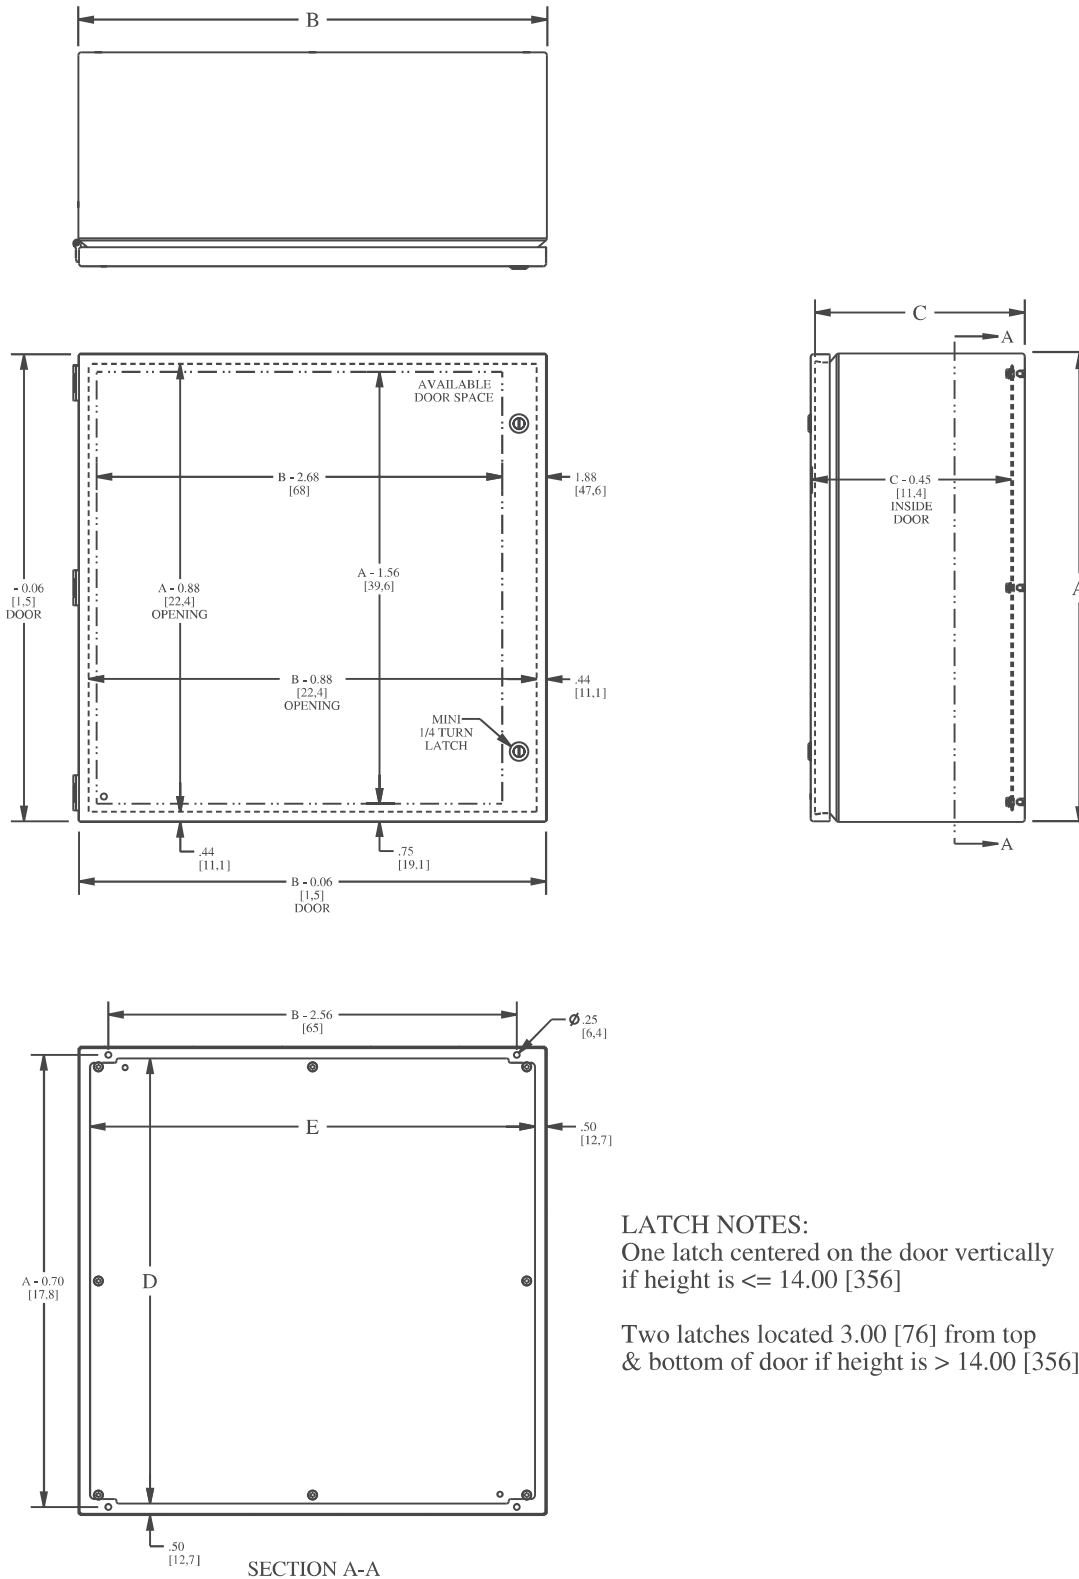 B
C
A
AVAILABLE
DOOR SPACE
B - 2.68
[68]
1.88
[47,6]
C - 0.45
[11,4]
INSIDE
DOOR
- 0.06
[1,5]
DOOR
A - 0.88
[22,4]
OPENING
A - 1.56
[39,6]
B - 0.88
[22,4]
OPENING
.44
[11,1]
MINI
1/4 TURN
LATCH
.44
[11,1]
.75
[19,1]
A
B - 0.06
[1,5]
DOOR
B - 2.56
[65]
Ø .25
[6,4]
E
.50
[12,7]
A - 0.70
[17,8]
D
.50
[12,7]
SECTION A-A
LATCH NOTES:
One latch centered on the door vertically
if height is <= 14.00 [356]
Two latches located 3.00 [76] from top
& bottom of door if height is > 14.00 [356]